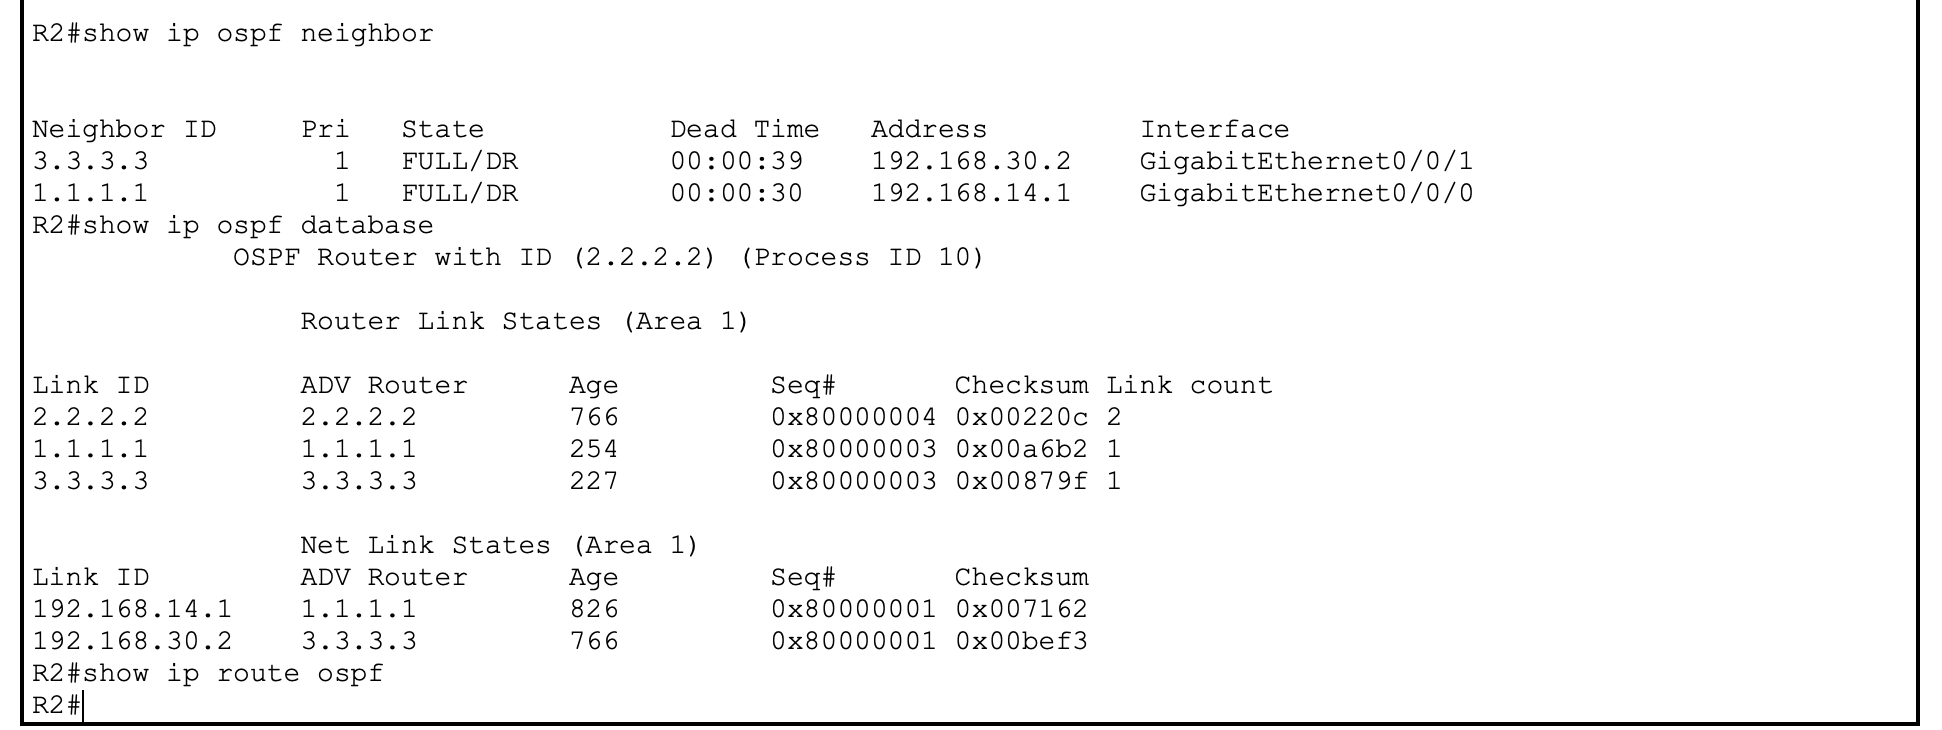 R2#show ip ospf neighbor
Neighbor ID     Pri   State           Dead Time   Address         Interface
3.3.3.3           1   FULL/DR         00:00:39    192.168.30.2    GigabitEthernet0/0/1
1.1.1.1           1   FULL/DR         00:00:30    192.168.14.1    GigabitEthernet0/0/0
R2#show ip ospf database
            OSPF Router with ID (2.2.2.2) (Process ID 10)
                Router Link States (Area 1)
Link ID         ADV Router      Age         Seq#       Checksum Link count
2.2.2.2         2.2.2.2         766         0x80000004 0x00220c 2
1.1.1.1         1.1.1.1         254         0x80000003 0x00a6b2 1
3.3.3.3         3.3.3.3         227         0x80000003 0x00879f 1
                Net Link States (Area 1)
Link ID         ADV Router      Age         Seq#       Checksum
192.168.14.1    1.1.1.1         826         0x80000001 0x007162
192.168.30.2    3.3.3.3         766         0x80000001 0x00bef3
R2#show ip route ospf
R2#